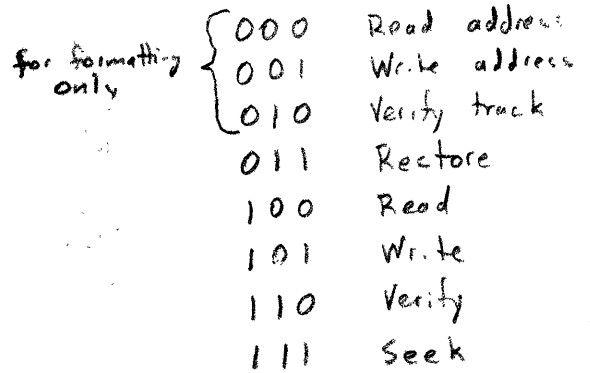 000 Read address
001 Write address
for formatting only
010 Verify track
011 Rectore
100 Read
101 Write
110 Verify
111 Seek